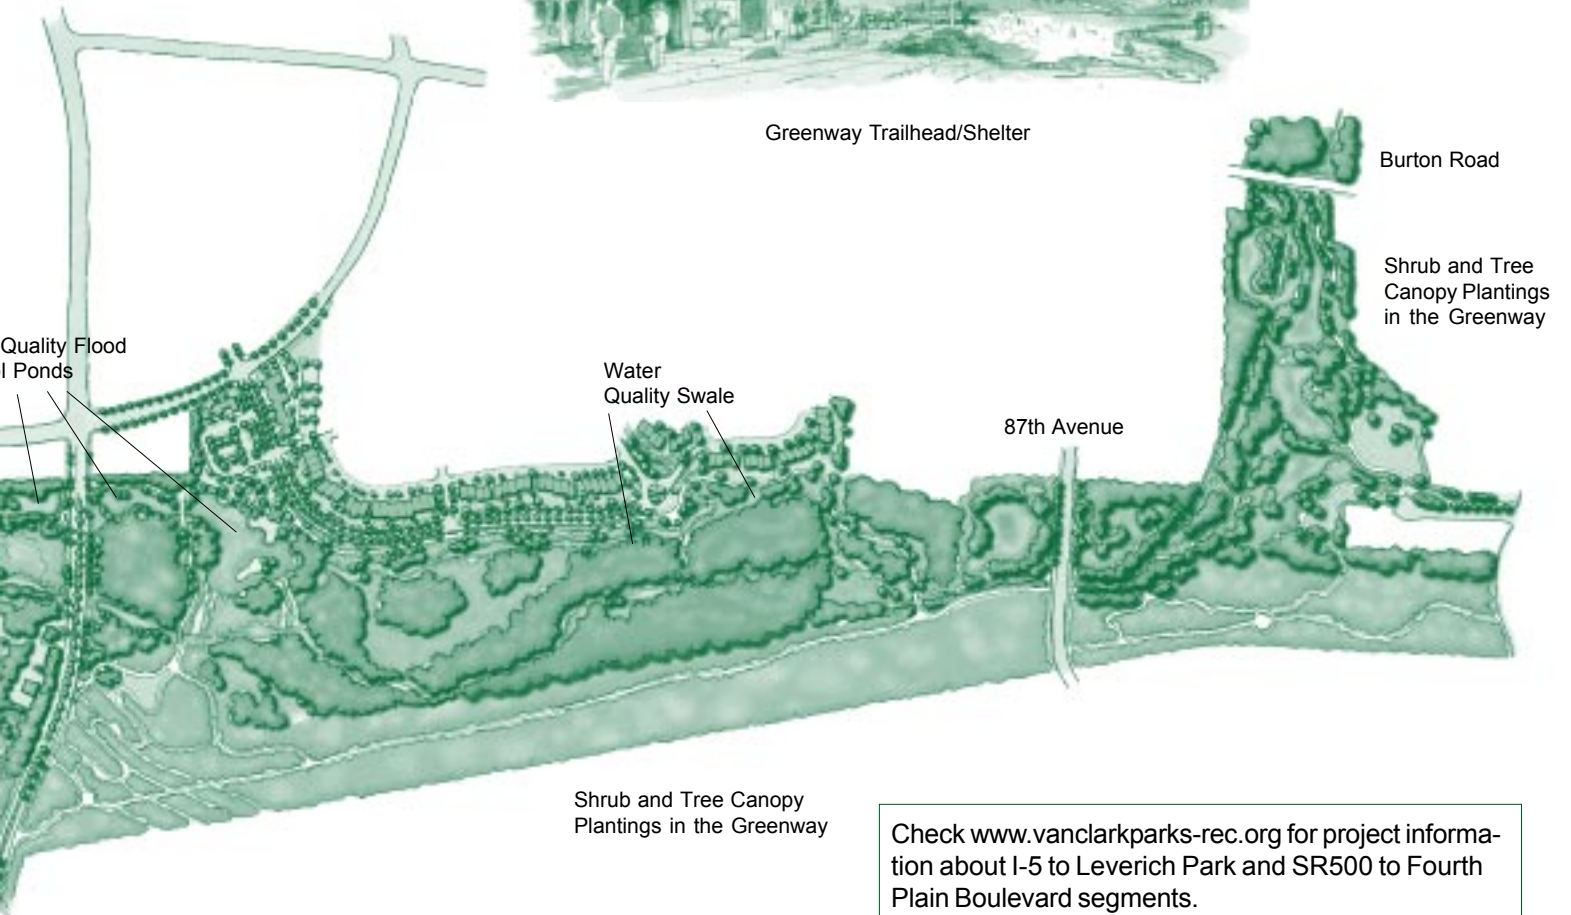 Greenway Trailhead/Shelter
Burton Road
Shrub and Tree
Canopy Plantings
in the Greenway
Quality Flood
l Ponds
Water
Quality Swale
87th Avenue
Shrub and Tree Canopy
Plantings in the Greenway
Check www.vanclarkparks-rec.org for project informa-
tion about I-5 to Leverich Park and SR500 to Fourth
Plain Boulevard segments.